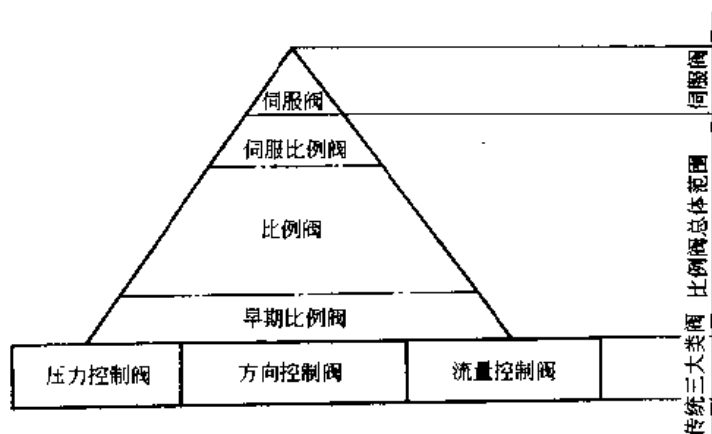 伺服阀
伺服比例阀
比例阀
早期比例阀
压力控制阀
方向控制阀
流量控制阀
伺服阀
比例阀总体范围
传统三大类阀